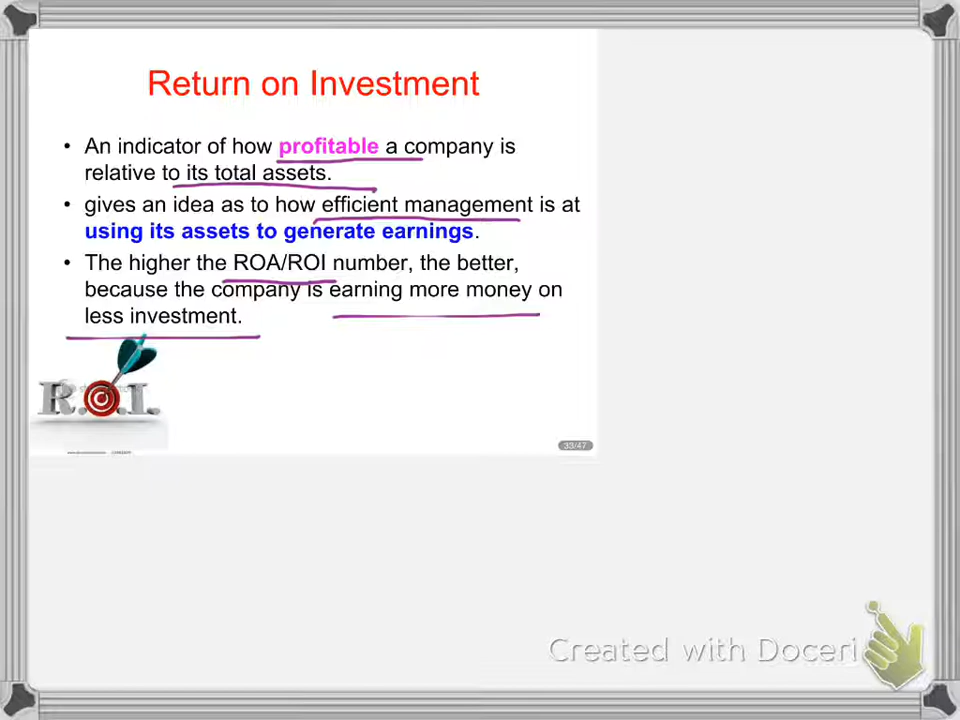 Return on Investment
• An indicator of how profitable a company is
relative to its total assets.
• gives an idea as to how efficient management is at
using its assets to generate earnings.
• The higher the ROA/ROI number, the better,
because the company is earning more money on
less investment.
R.O.I.
33/47
Created with Doceri